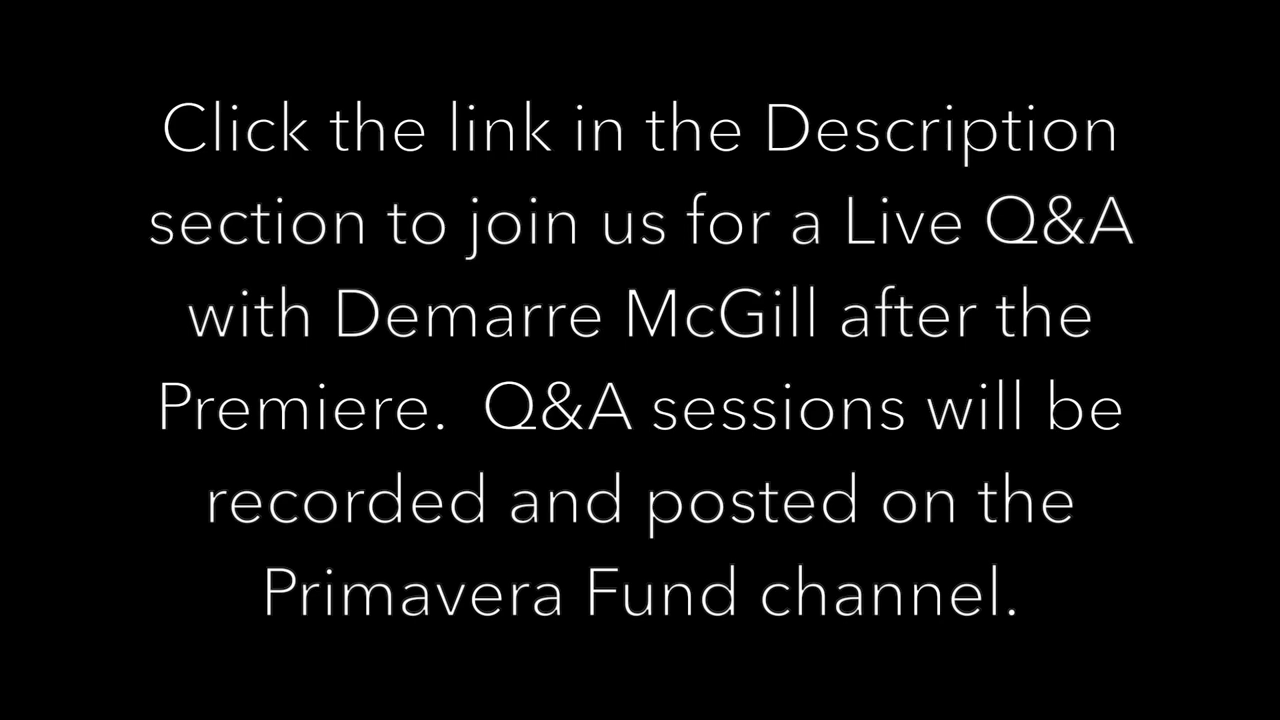 Click the link in the Description
section to join us for a Live Q&A
with Demarre McGill after the
Premiere.  Q&A sessions will be
recorded and posted on the
Primavera Fund channel.